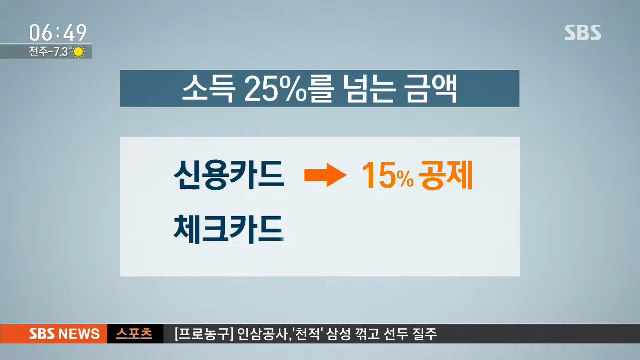 06:49
전주-7.3°
SBS
소득 25%를 넘는 금액
신용카드 → 15% 공제
체크카드
SBS NEWS 스포츠 [프로농구] 인삼공사,'천적' 삼성 꺾고 선두 질주